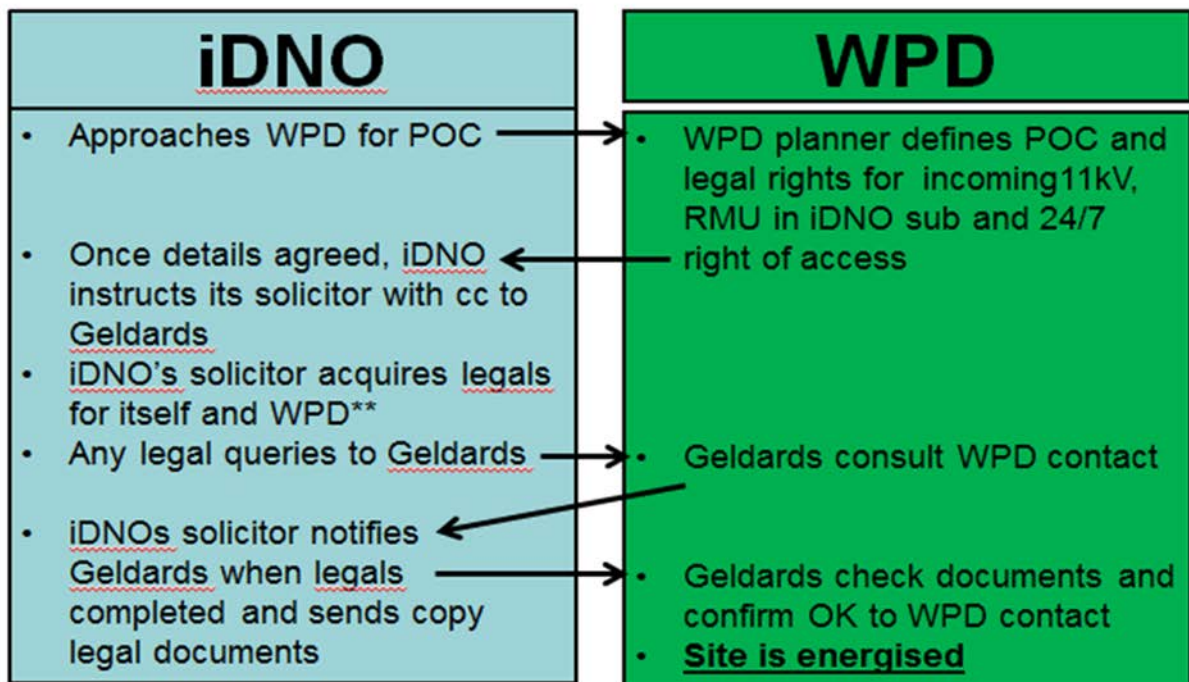 iDNO
• Approaches WPD for POC
• Once details agreed, iDNO
instructs its solicitor with cc to
Geldards
• iDNO's solicitor acquires legals
for itself and WPD**
• Any legal queries to Geldards
• iDNOs solicitor notifies
Geldards when legals
completed and sends copy
legal documents
WPD
• WPD planner defines POC and
legal rights for incoming11kV,
RMU in iDNO sub and 24/7
right of access
• Geldards consult WPD contact
• Geldards check documents and
confirm OK to WPD contact
• Site is energised